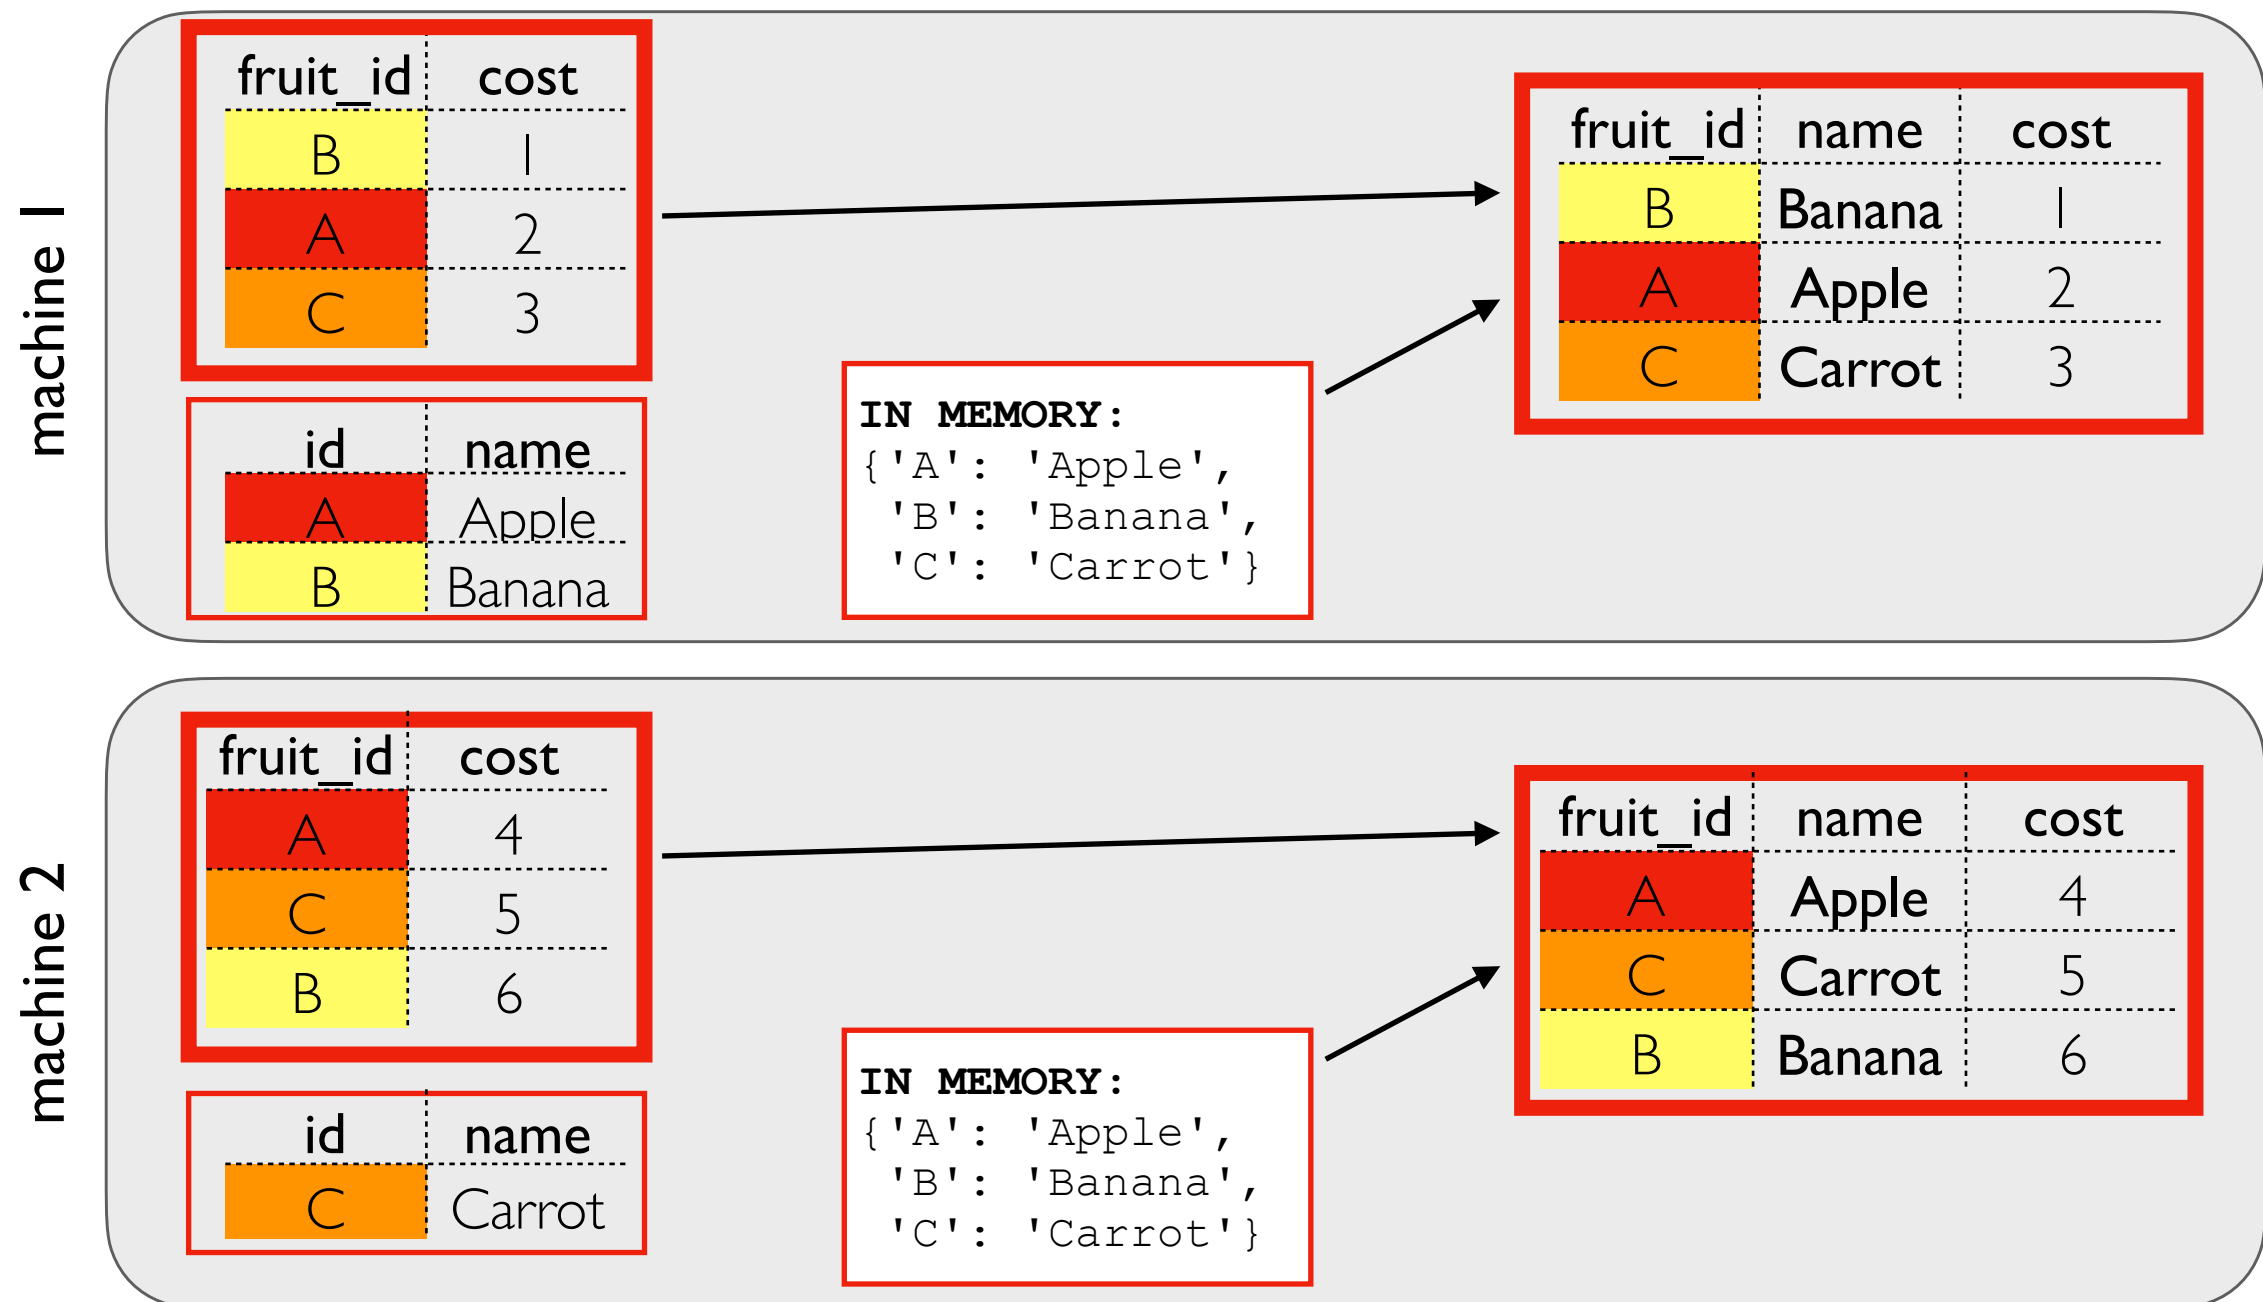 machine 1
fruit_id cost
B 1
A 2
C 3
id name
A Apple
B Banana
IN MEMORY:
{'A': 'Apple',
'B': 'Banana',
'C': 'Carrot'}
fruit_id name cost
B Banana 1
A Apple 2
C Carrot 3
machine 2
fruit_id cost
A 4
C 5
B 6
id name
C Carrot
IN MEMORY:
{'A': 'Apple',
'B': 'Banana',
'C': 'Carrot'}
fruit_id name cost
A Apple 4
C Carrot 5
B Banana 6